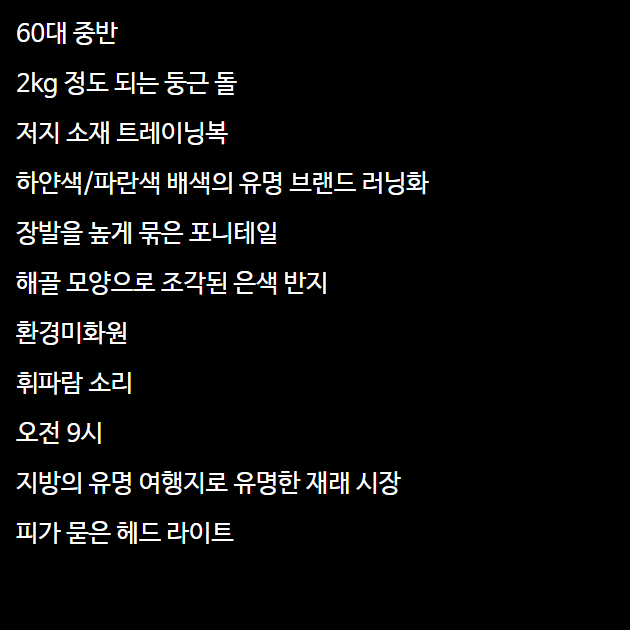 60대 중반
2kg 정도 되는 둥근 돌
저지 소재 트레이닝복
하얀색/파란색 배색의 유명 브랜드 러닝화
장발을 높게 묶은 포니테일
해골 모양으로 조각된 은색 반지
환경미화원
휘파람 소리
오전 9시
지방의 유명 여행지로 유명한 재래 시장
피가 묻은 헤드 라이트